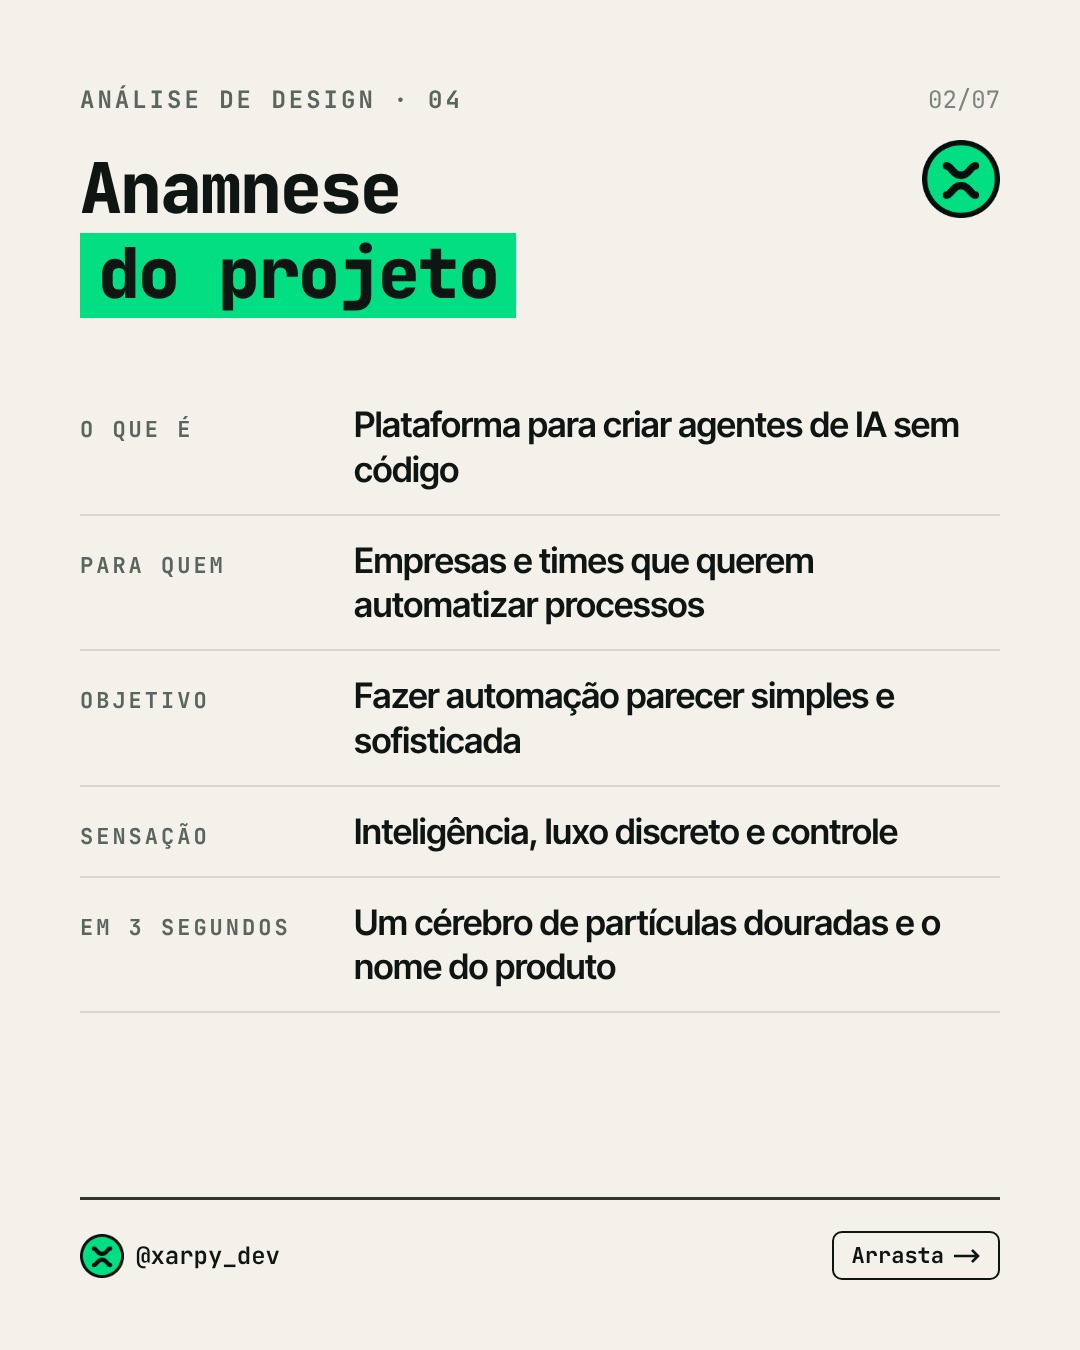 ANÁLISE DE DESIGN · 04
02/07
Anamnese
do projeto
O QUE É
Plataforma para criar agentes de IA sem
código
PARA QUEM
Empresas e times que querem
automatizar processos
OBJETIVO
Fazer automação parecer simples e
sofisticada
SENSAÇÃO
Inteligência, luxo discreto e controle
EM 3 SEGUNDOS
Um cérebro de partículas douradas e o
nome do produto
@xarpy_dev
Arrasta →